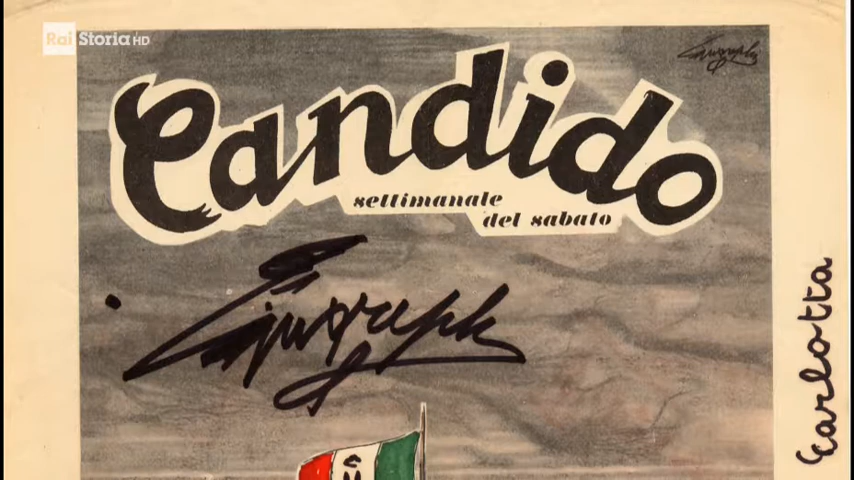 Rai Storia HD
Candido
settimanale
del sabato
Carlotta